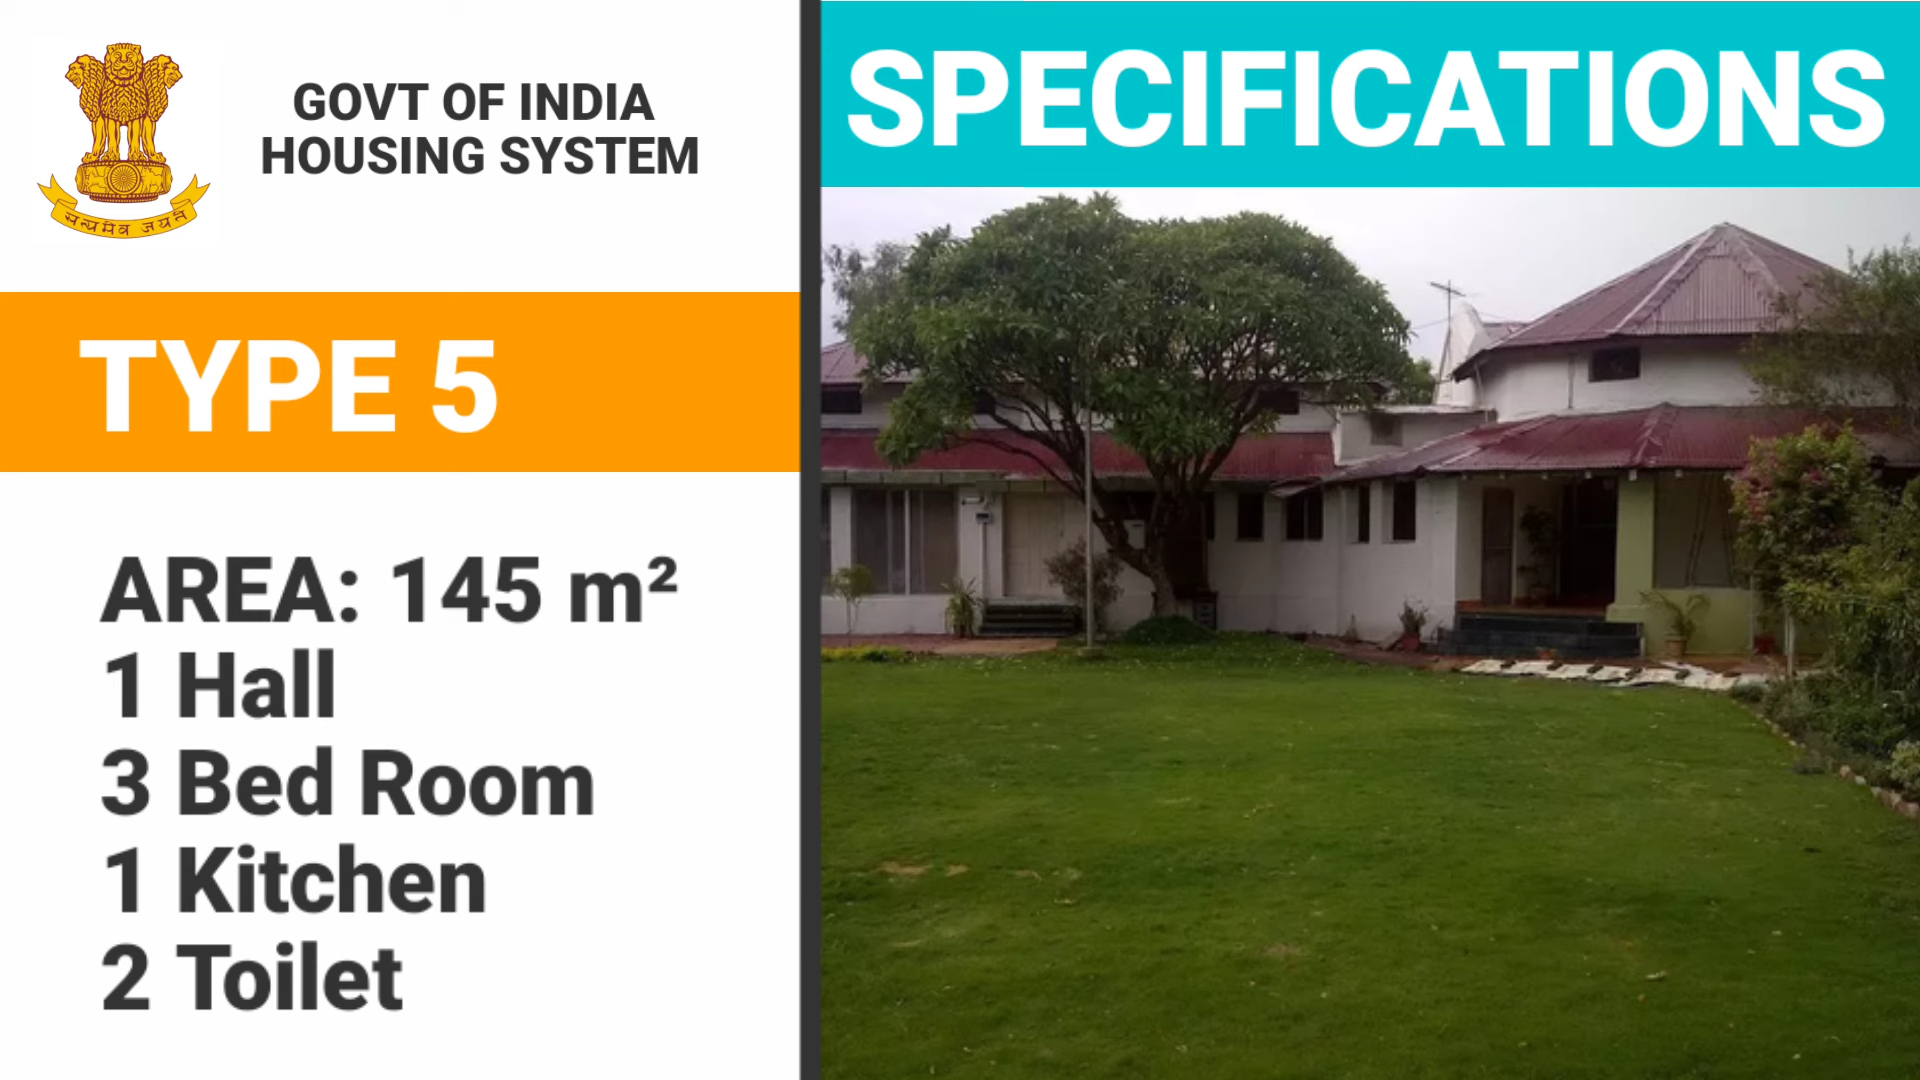 सत्यमेव जयते
GOVT OF INDIA
HOUSING SYSTEM
SPECIFICATIONS
TYPE 5
AREA: 145 m²
1 Hall
3 Bed Room
1 Kitchen
2 Toilet